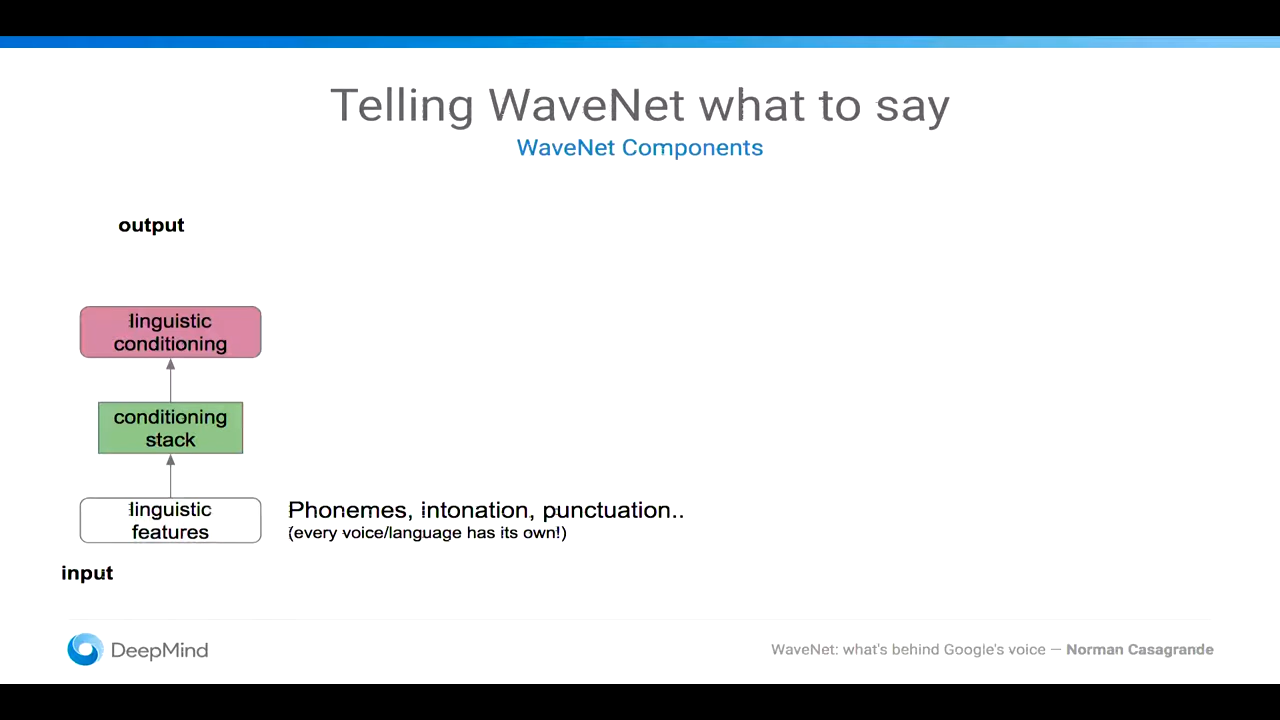 Telling WaveNet what to say
WaveNet Components
output
linguistic
conditioning
conditioning
stack
linguistic
features
Phonemes, intonation, punctuation..
(every voice/language has its own!)
input
DeepMind
WaveNet: what's behind Google's voice — Norman Casagrande